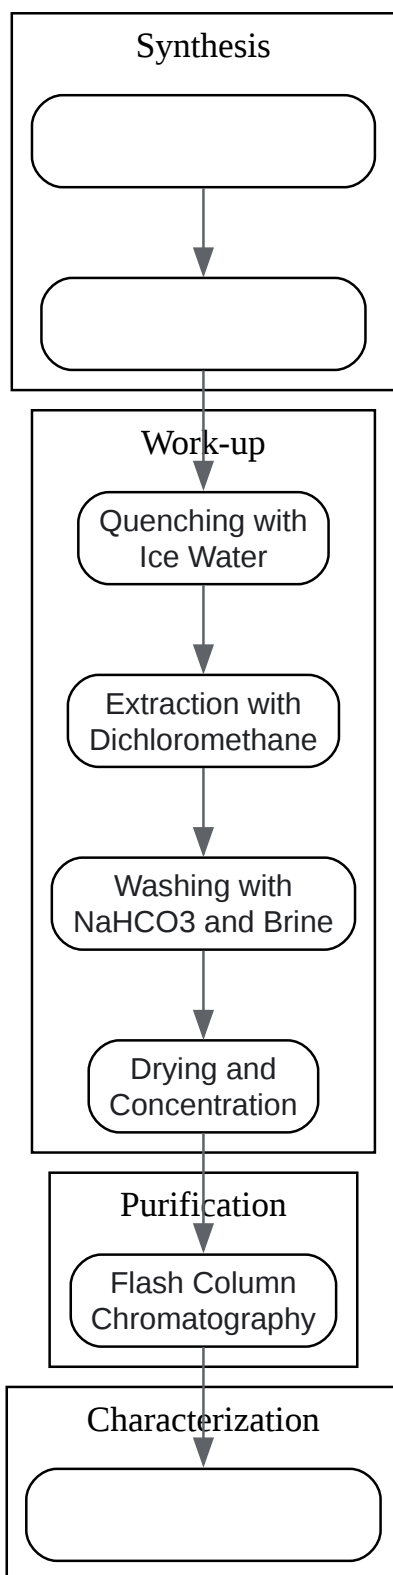 Synthesis
Work-up
Quenching with
Ice Water
Extraction with
Dichloromethane
Washing with
NaHCO3 and Brine
Drying and
Concentration
Purification
Flash Column
Chromatography
Characterization